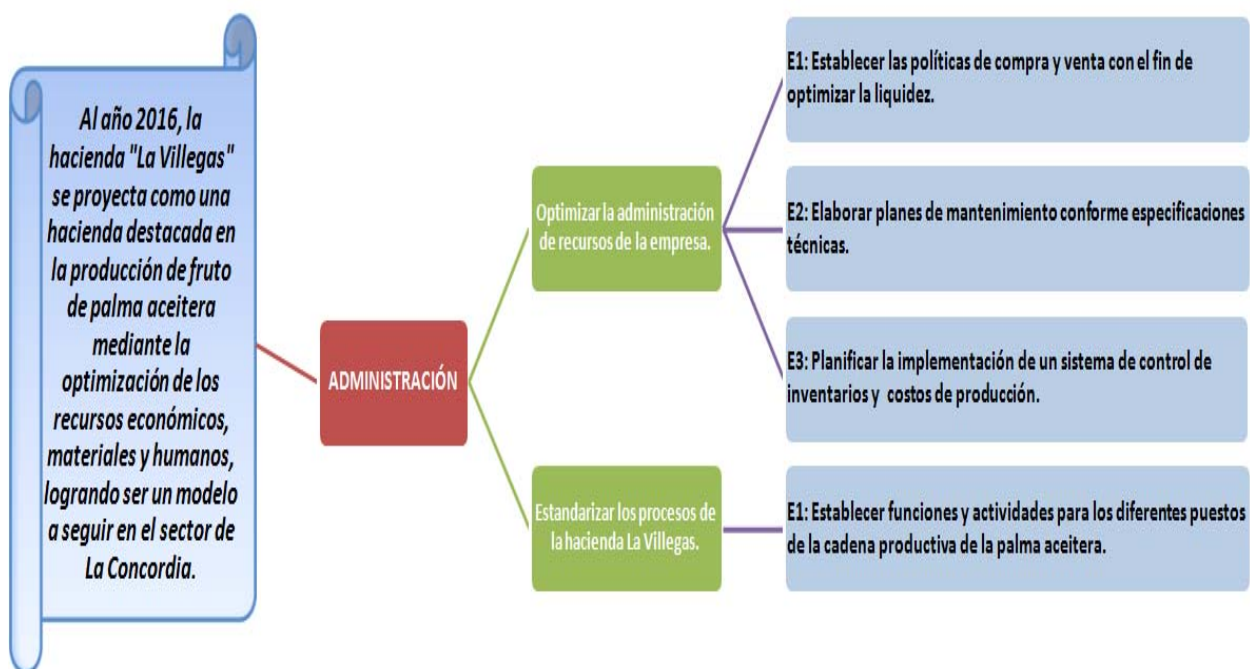 Al año 2016, la
hacienda "La Villegas"
se proyecta como una
hacienda destacada en
la producción de fruto
de palma aceitera
mediante la
optimización de los
recursos económicos,
materiales y humanos,
logrando ser un modelo
a seguir en el sector de
La Concordia.
ADMINISTRACIÓN
Optimizar la administración
de recursos de la empresa.
E1: Establecer las políticas de compra y venta con el fin de
optimizar la liquidez.
E2: Elaborar planes de mantenimiento conforme especificaciones
técnicas.
E3: Planificar la implementación de un sistema de control de
inventarios y costos de producción.
Estandarizar los procesos de
la hacienda La Villegas.
E1: Establecer funciones y actividades para los diferentes puestos
de la cadena productiva de la palma aceitera.